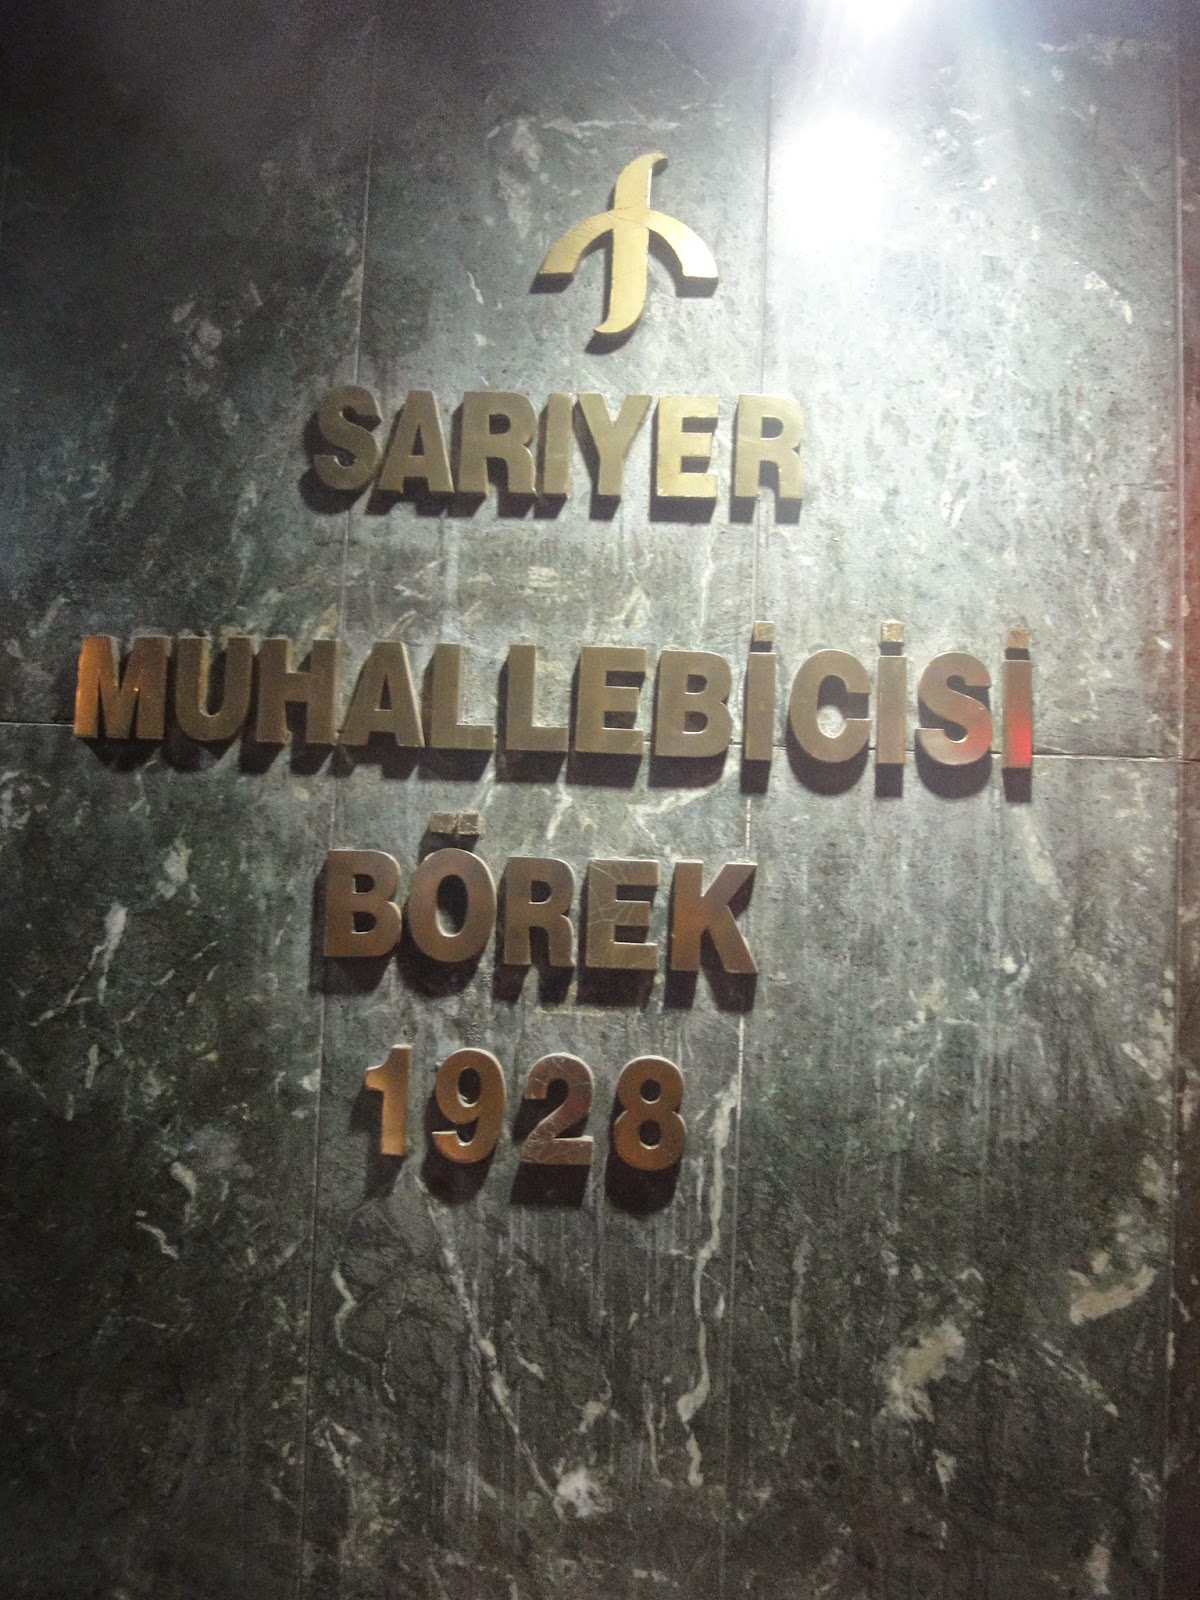 SARIYER
MUHALLEBİCİSİ
BÖREK
1928